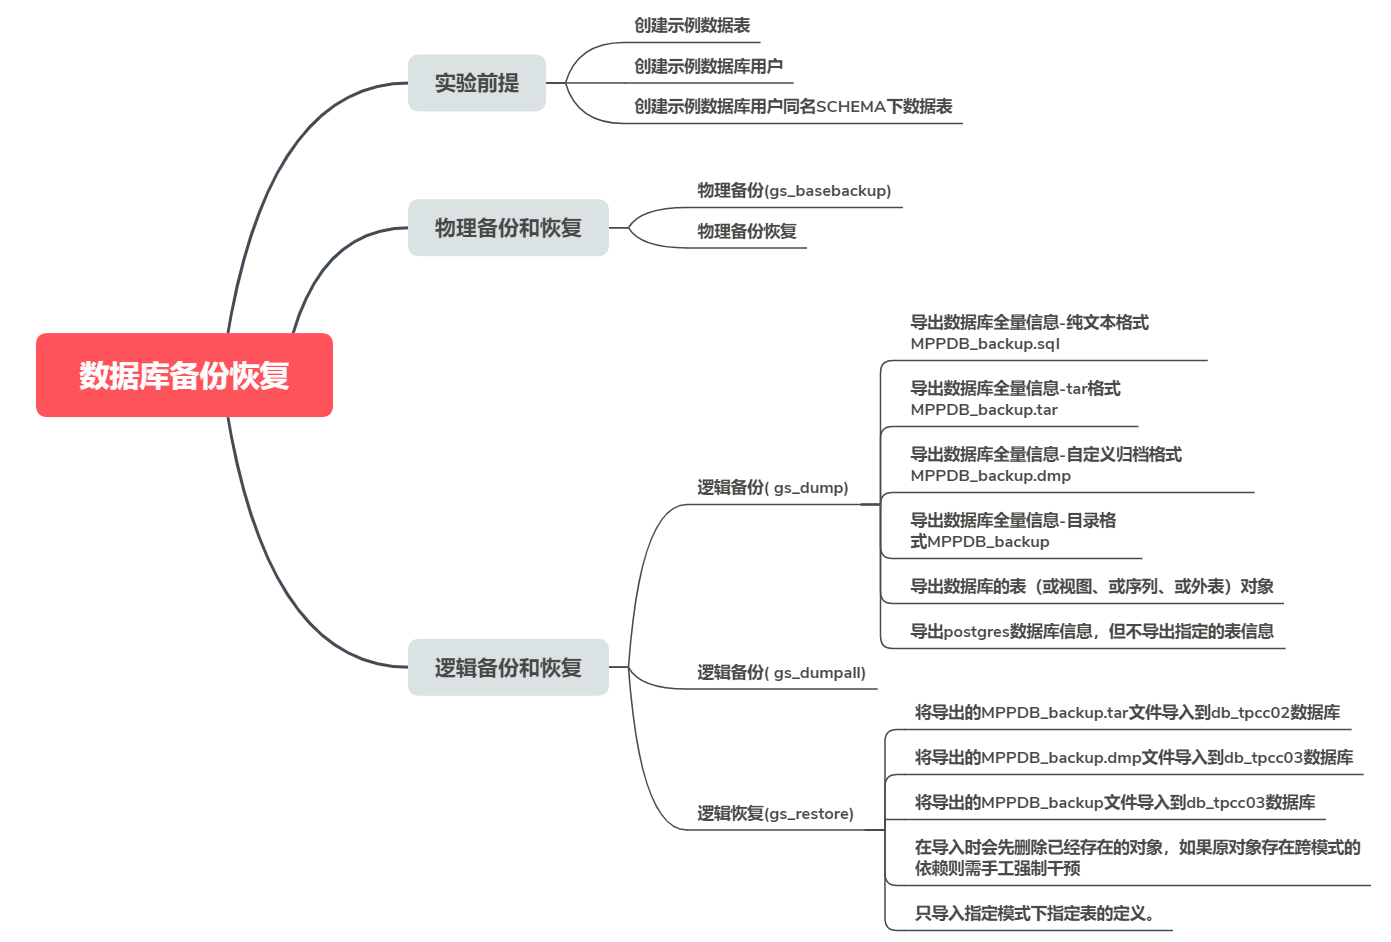 数据库备份恢复
实验前提
创建示例数据表
创建示例数据库用户
创建示例数据库用户同名SCHEMA下数据表
物理备份和恢复
物理备份(gs_basebackup)
物理备份恢复
逻辑备份和恢复
逻辑备份( gs_dump)
导出数据库全量信息-纯文本格式
MPPDB_backup.sql
导出数据库全量信息-tar格式
MPPDB_backup.tar
导出数据库全量信息-自定义归档格式
MPPDB_backup.dmp
导出数据库全量信息-目录格
式MPPDB_backup
导出数据库的表（或视图、或序列、或外表）对象
导出postgres数据库信息，但不导出指定的表信息
逻辑备份( gs_dumpall)
逻辑恢复(gs_restore)
将导出的MPPDB_backup.tar文件导入到db_tpcc02数据库
将导出的MPPDB_backup.dmp文件导入到db_tpcc03数据库
将导出的MPPDB_backup文件导入到db_tpcc03数据库
在导入时会先删除已经存在的对象，如果原对象存在跨模式的
依赖则需手工强制干预
只导入指定模式下指定表的定义。